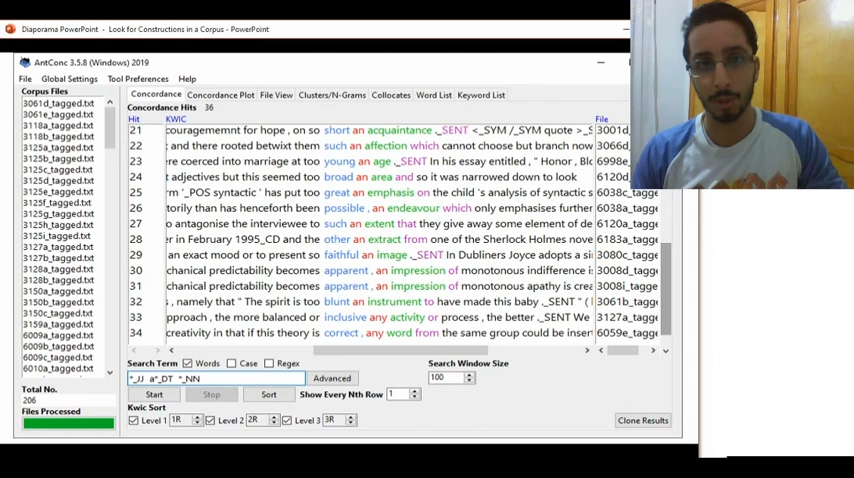 Diaporama PowerPoint - Look for Constructions in a Corpus - PowerPoint
AntConc 3.5.8 (Windows) 2019
File Global Settings Tool Preferences Help
Corpus Files
3061d_tagged.txt
3061e_tagged.txt
3118a_tagged.txt
3118b_tagged.txt
3125a_tagged.txt
3125b_tagged.txt
3125c_tagged.txt
3125d_tagged.txt
3125e_tagged.txt
3125f_tagged.txt
3125g_tagged.txt
3125h_tagged.txt
3125i_tagged.txt
3127a_tagged.txt
3127b_tagged.txt
3128a_tagged.txt
3128b_tagged.txt
3150a_tagged.txt
3150b_tagged.txt
3150c_tagged.txt
3159a_tagged.txt
6009a_tagged.txt
6009b_tagged.txt
6009c_tagged.txt
6010a_tagged.txt
Total No.
206
Files Processed
Concordance Concordance Plot File View Clusters/N-Grams Collocates Word List Keyword List
Concordance Hits 36
Hit KWIC File
21 couragememnt for hope , on so short an acquaintance ._SENT <_SYM /_SYM quote >_S 3001d_
22 : and there rooted betwixt them such an affection which cannot choose but branch now 3066d_
23 ere coerced into marriage at too young an age ._SENT In his essay entitled , " Honor , Blo 6998e_
24 t adjectives but this seemed too broad an area and so it was narrowed down to look 6120d_
25 rm '_POS syntactic ' has put too great an emphasis on the child 's analysis of syntactic s 6038c_tagge
26 torily than has henceforth been possible , an endeavour which only emphasises further 6038a_tagge
27 o antagonise the interviewee to such an extent that they give away some element of de 6120a_tagge
28 er in February 1995_CD and the other an extract from one of the Sherlock Holmes nove 6183a_tagge
29 an exact mood or to present so faithful an image ._SENT In Dubliners Joyce adopts a si 3080c_tagge
30 chanical predictability becomes apparent , an impression of monotonous indifference i 3008d_tagge
31 chanical predictability becomes apparent , an impression of monotonous apathy is crea 3008i_tagge
32 , namely that " The spirit is too blunt an instrument to have made this baby ._SENT " ( 3061b_tagge
33 approach , the more balanced or inclusive any activity or process , the better ._SENT We 3127a_tagge
34 creativity in that if this theory is correct , any word from the same group could be inser 6059e_tagge
Search Term Words Case Regex Search Window Size
*_JJ a*_DT *_NN Advanced 100
Start Stop Sort Show Every Nth Row 1
Kwic Sort
Level 1 1R Level 2 2R Level 3 3R Clone Results